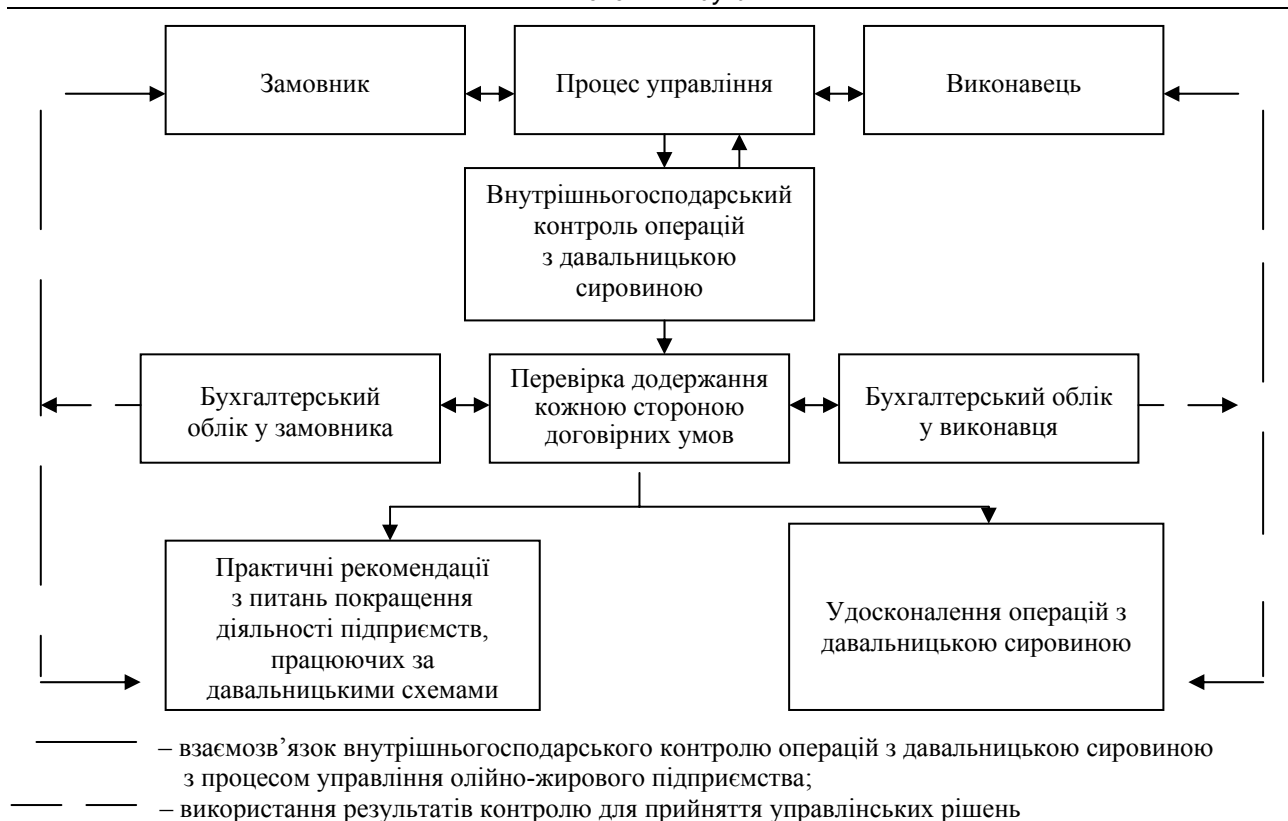 Замовник
Процес управління
Виконавець
Внутрішньогосподарський
контроль операцій
з давальницькою
сировиною
Бухгалтерський
облік у замовника
Перевірка додержання
кожною стороною
договірних умов
Бухгалтерський облік
у виконавця
Практичні рекомендації
з питань покращення
діяльності підприємств,
працюючих за
давальницькими схемами
Удосконалення операцій з
давальницькою сировиною
– взаємозв’язок внутрішньогосподарського контролю операцій з давальницькою сировиною
з процесом управління олійно-жирового підприємства;
– використання результатів контролю для прийняття управлінських рішень